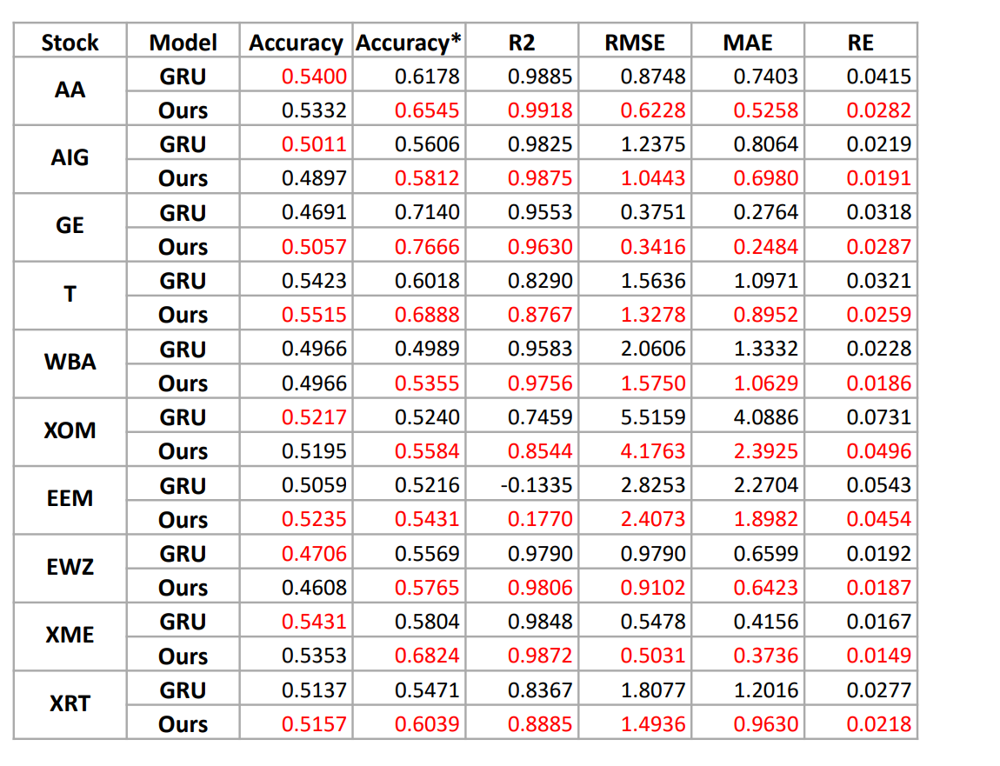 Stock Model Accuracy Accuracy* R2 RMSE MAE RE
AA GRU 0.5400 0.6178 0.9885 0.8748 0.7403 0.0415
Ours 0.5332 0.6545 0.9918 0.6228 0.5258 0.0282
AIG GRU 0.5011 0.5606 0.9825 1.2375 0.8064 0.0219
Ours 0.4897 0.5812 0.9875 1.0443 0.6980 0.0191
GE GRU 0.4691 0.7140 0.9553 0.3751 0.2764 0.0318
Ours 0.5057 0.7666 0.9630 0.3416 0.2484 0.0287
T GRU 0.5423 0.6018 0.8290 1.5636 1.0971 0.0321
Ours 0.5515 0.6888 0.8767 1.3278 0.8952 0.0259
WBA GRU 0.4966 0.4989 0.9583 2.0606 1.3332 0.0228
Ours 0.4966 0.5355 0.9756 1.5750 1.0629 0.0186
XOM GRU 0.5217 0.5240 0.7459 5.5159 4.0886 0.0731
Ours 0.5195 0.5584 0.8544 4.1763 2.3925 0.0496
EEM GRU 0.5059 0.5216 -0.1335 2.8253 2.2704 0.0543
Ours 0.5235 0.5431 0.1770 2.4073 1.8982 0.0454
EWZ GRU 0.4706 0.5569 0.9790 0.9790 0.6599 0.0192
Ours 0.4608 0.5765 0.9806 0.9102 0.6423 0.0187
XME GRU 0.5431 0.5804 0.9848 0.5478 0.4156 0.0167
Ours 0.5353 0.6824 0.9872 0.5031 0.3736 0.0149
XRT GRU 0.5137 0.5471 0.8367 1.8077 1.2016 0.0277
Ours 0.5157 0.6039 0.8885 1.4936 0.9630 0.0218